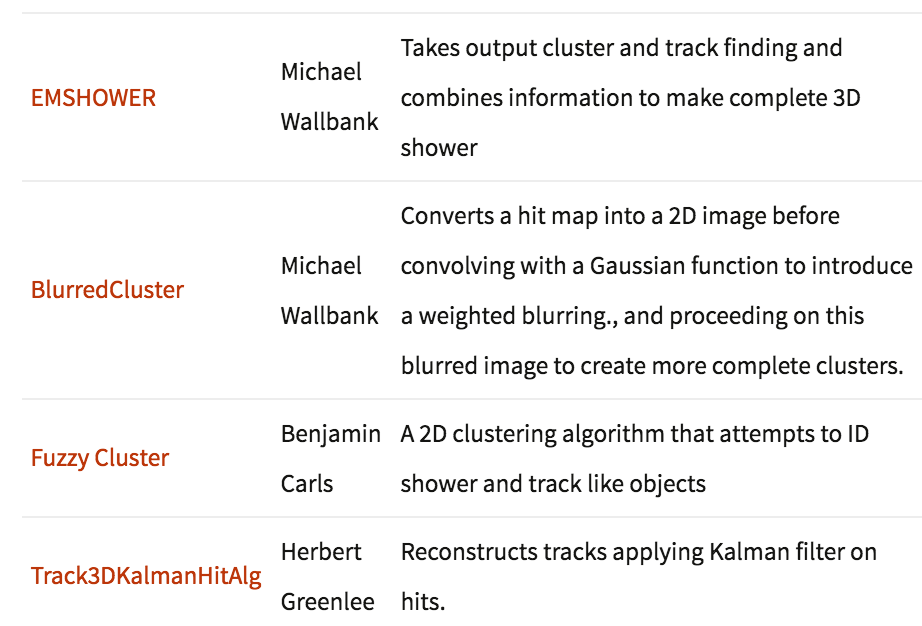 EMSHOWER
Michael
Wallbank
Takes output cluster and track finding and
combines information to make complete 3D
shower
BlurredCluster
Michael
Wallbank
Converts a hit map into a 2D image before
convolving with a Gaussian function to introduce
a weighted blurring., and proceeding on this
blurred image to create more complete clusters.
Fuzzy Cluster
Benjamin
Carls
A 2D clustering algorithm that attempts to ID
shower and track like objects
Track3DKalmanHitAlg
Herbert
Greenlee
Reconstructs tracks applying Kalman filter on
hits.